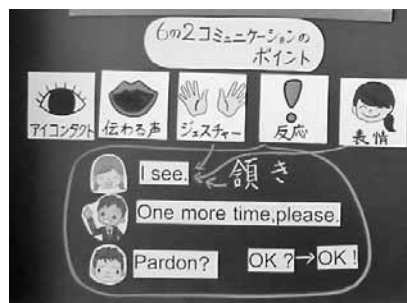 6の2コミュニケーションの
ポイント
アイコンタクト 伝わる声 ジェスチャー 反応 表情
I see. 頷き
One more time,please.
Pardon? OK?→OK!